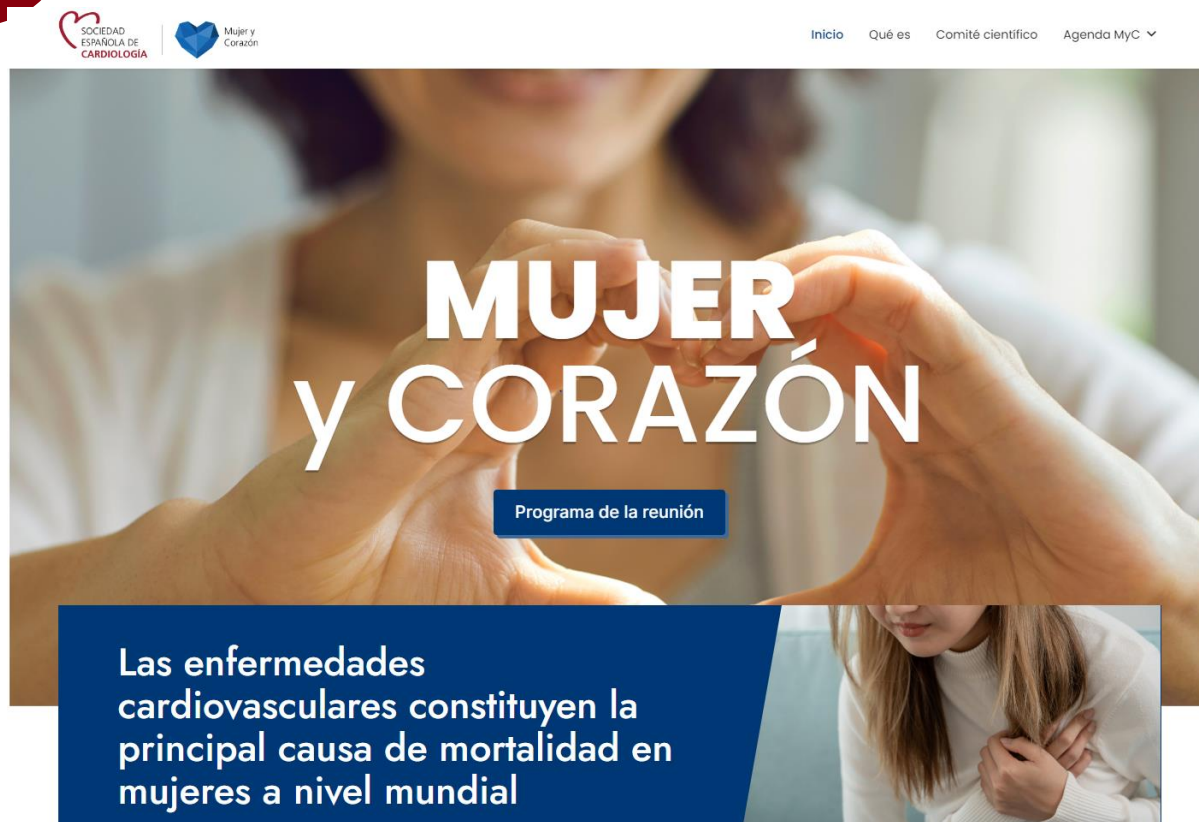 SOCIEDAD
ESPAÑOLA DE
CARDIOLOGÍA
Mujer y
Corazón
Inicio Qué es Comité científico Agenda MyC
MUJER
y CORAZÓN
Programa de la reunión
Las enfermedades
cardiovasculares constituyen la
principal causa de mortalidad en
mujeres a nivel mundial